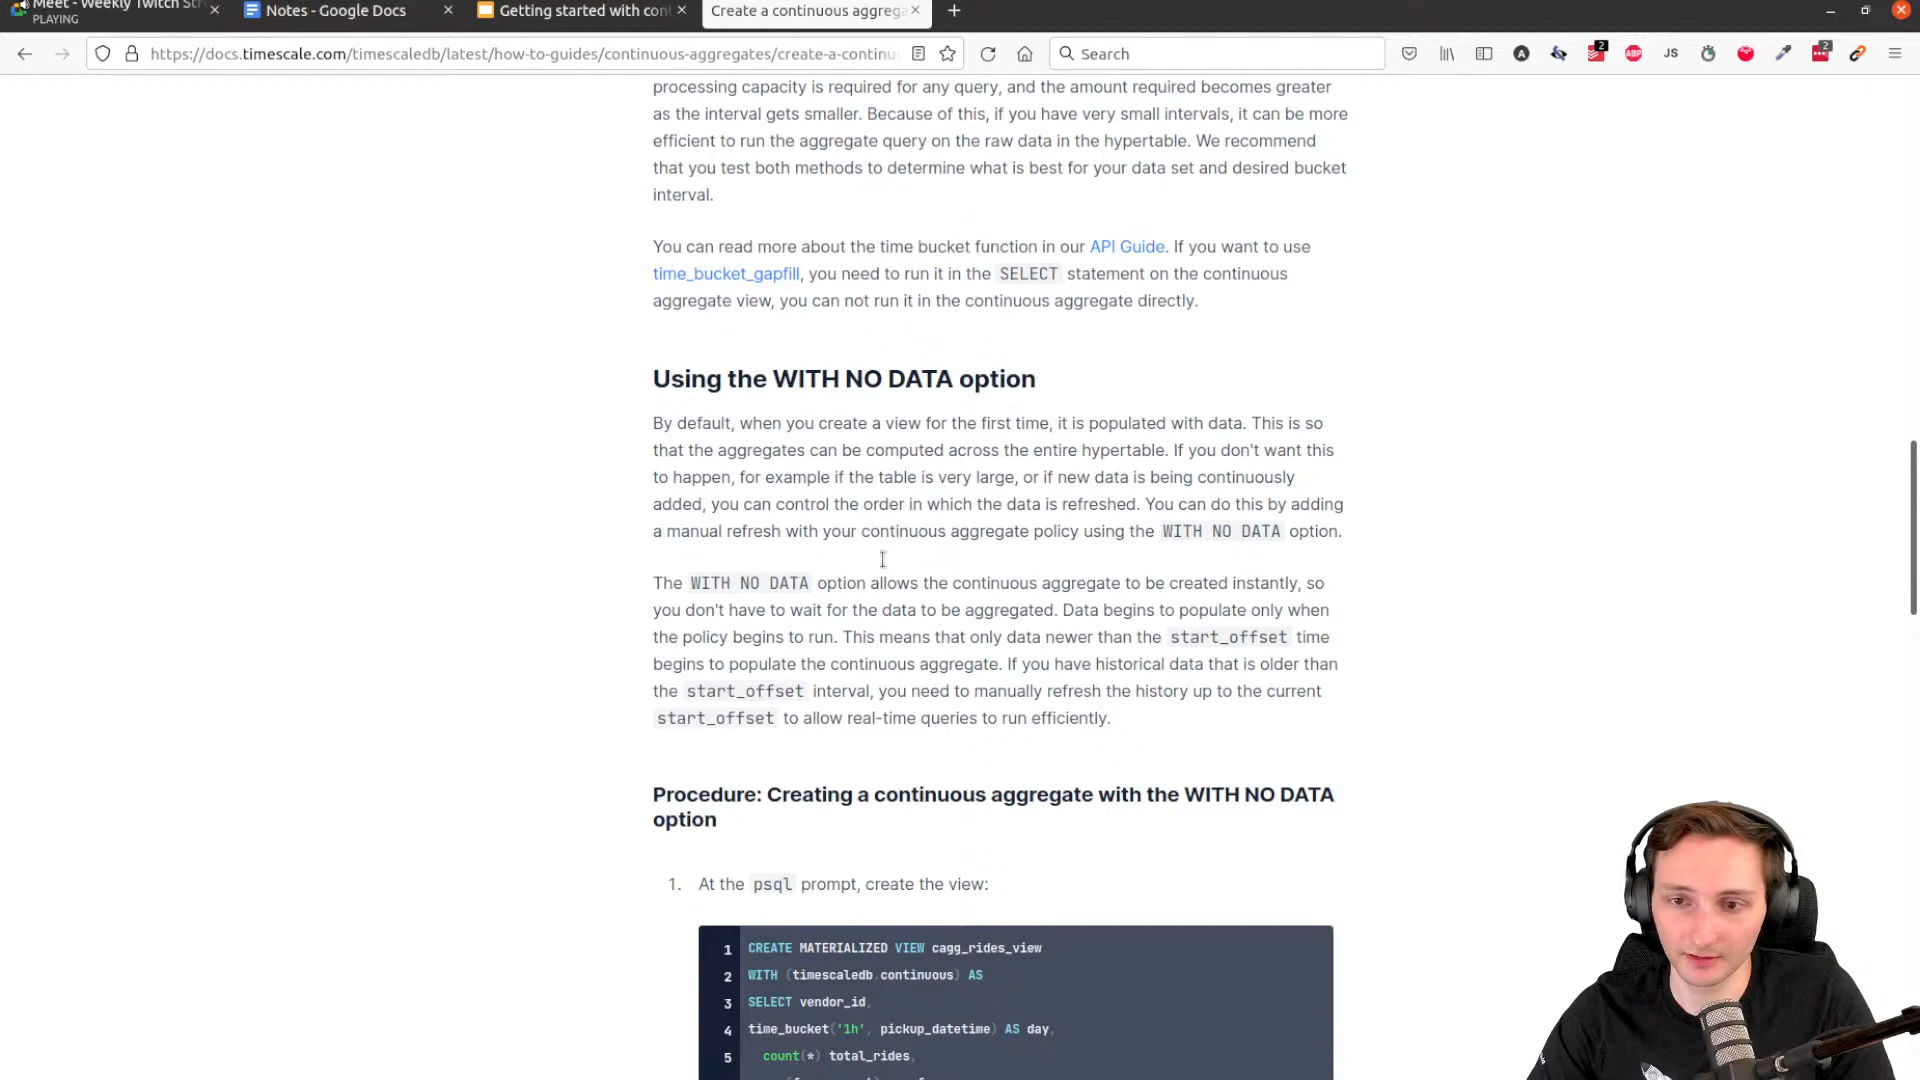 Meet - Weekly Twitch Str
PLAYING
Notes - Google Docs
Getting started with con
Create a continuous aggreg
https://docs.timescale.com/timescaledb/latest/how-to-guides/continuous-aggregates/create-a-continu
Search
2
A
ABP
JS
2
processing capacity is required for any query, and the amount required becomes greater
as the interval gets smaller. Because of this, if you have very small intervals, it can be more
efficient to run the aggregate query on the raw data in the hypertable. We recommend
that you test both methods to determine what is best for your data set and desired bucket
interval.
You can read more about the time bucket function in our API Guide. If you want to use
time_bucket_gapfill, you need to run it in the SELECT statement on the continuous
aggregate view, you can not run it in the continuous aggregate directly.
Using the WITH NO DATA option
By default, when you create a view for the first time, it is populated with data. This is so
that the aggregates can be computed across the entire hypertable. If you don't want this
to happen, for example if the table is very large, or if new data is being continuously
added, you can control the order in which the data is refreshed. You can do this by adding
a manual refresh with your continuous aggregate policy using the WITH NO DATA option.
The WITH NO DATA option allows the continuous aggregate to be created instantly, so
you don't have to wait for the data to be aggregated. Data begins to populate only when
the policy begins to run. This means that only data newer than the start_offset time
begins to populate the continuous aggregate. If you have historical data that is older than
the start_offset interval, you need to manually refresh the history up to the current
start_offset to allow real-time queries to run efficiently.
Procedure: Creating a continuous aggregate with the WITH NO DATA
option
1. At the psql prompt, create the view:
1 CREATE MATERIALIZED VIEW cagg_rides_view
2 WITH (timescaledb.continuous) AS
3 SELECT vendor_id,
4 time_bucket('1h', pickup_datetime) AS day,
5 count(*) total_rides,